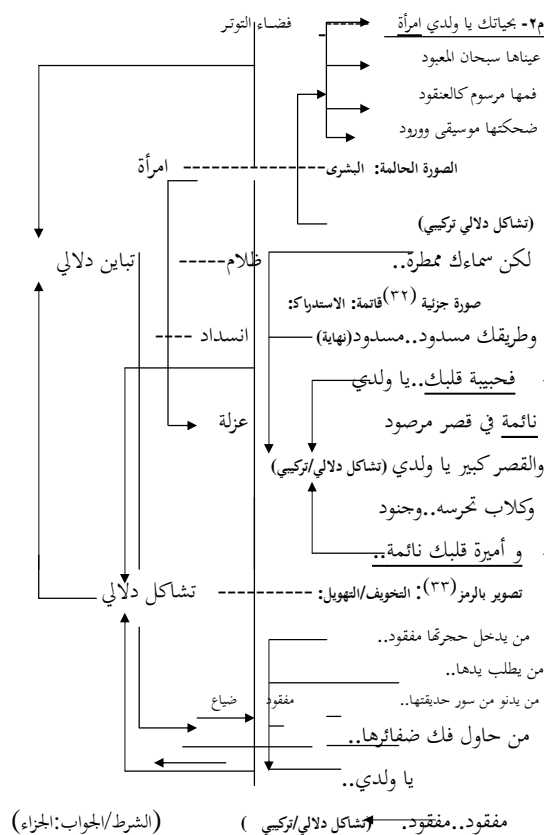 م٢- بحياتك يا ولدي امرأة فضاء التوتر
عيناها سبحان المعبود
فمها مرسوم كالعنقود
ضحكتها موسيقى وورود
الصورة الحالمة: البشرى امرأة
(تشاكل دلالي تركيبي)
لكن سماءك ممطرة.. ظلام تباين دلالي
صورة جزئية (٣٢) قاتمة: الاستدراك:
وطريقك مسدود..مسدود (نهاية) انسداد
فحبيبة قلبك..يا ولدي
نائمة في قصر مرصود عزلة
والقصر كبير يا ولدي (تشاكل دلالي/تركيبي)
وكلاب تحرسه..وجنود
و أميرة قلبك نائمة..
تصوير بالرمز (٣٣): التخويف/التهويل: تشاكل دلالي
من يدخل حجرتها مفقود..
من يطلب يدها..
من يدنو من سور حديقتها.. مفقود ضياع
من حاول فك ضفائرها..
يا ولدي..
مفقود..مفقود. (تشاكل دلالي/تركيبي ) (الشرط/الجواب:الجزاء)